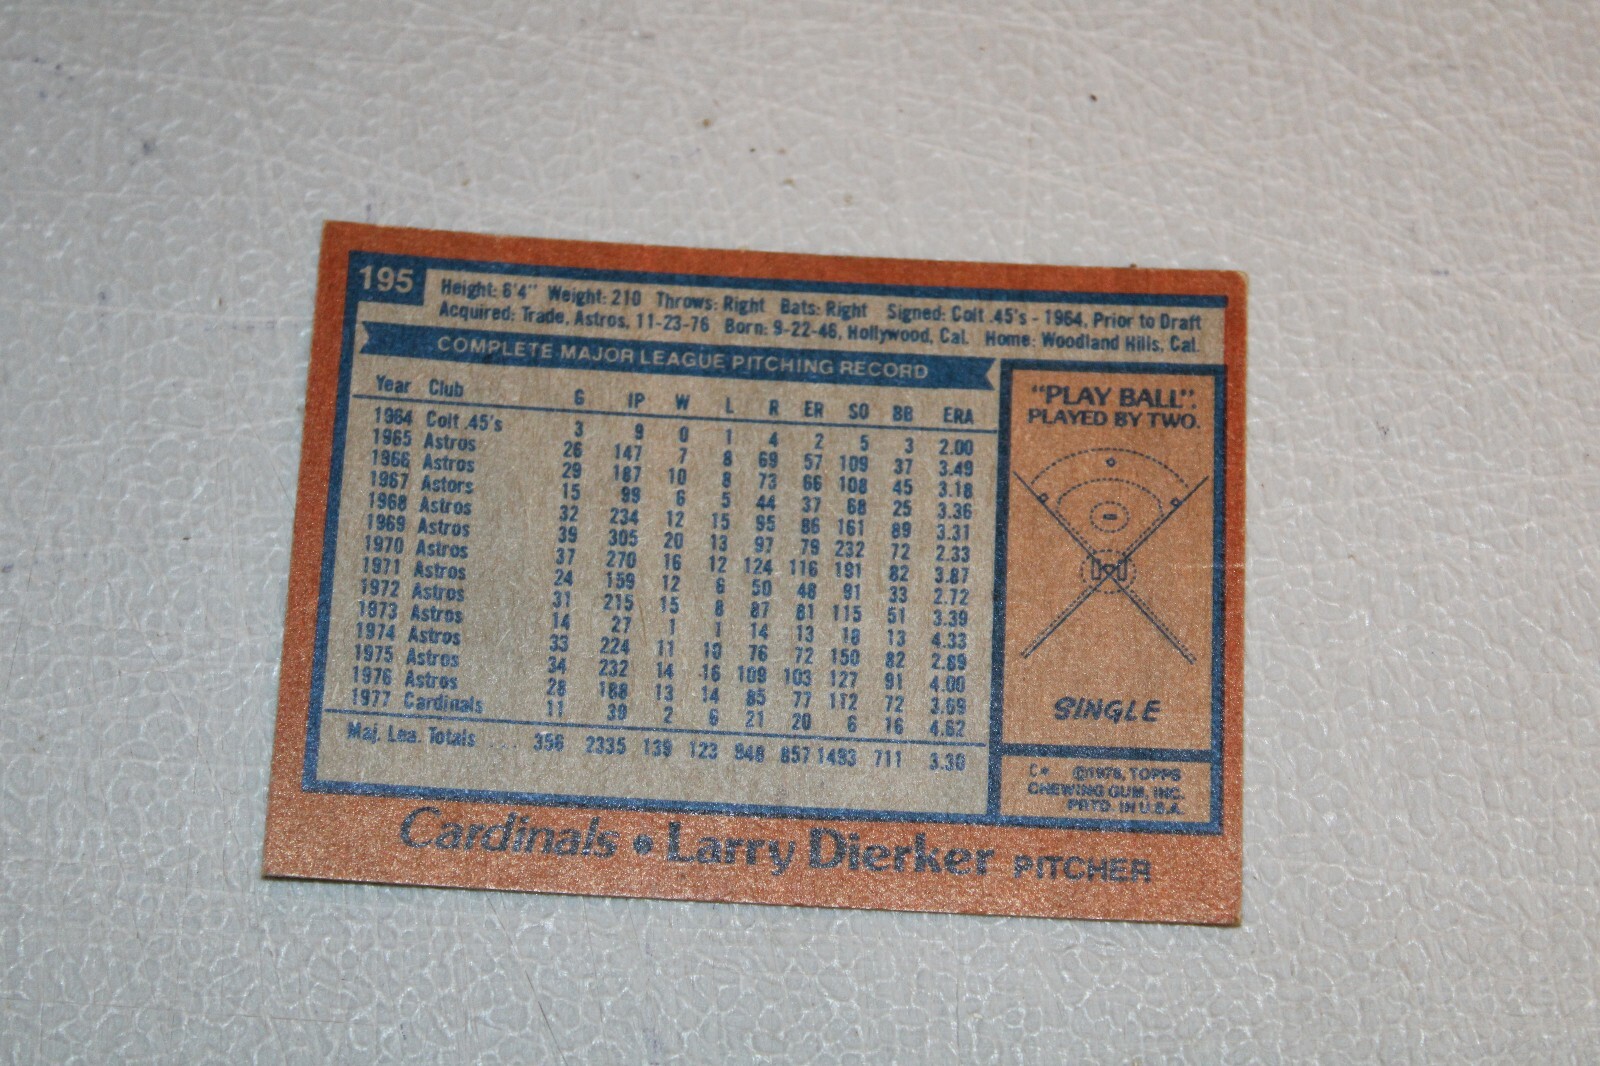 195
Height: 6'4" Weight: 210 Throws: Right Bats: Right Signed: Colt .45's - 1964, Prior to Draft
Acquired: Trade, Astros, 11-23-76 Born: 9-22-46, Hollywood, Cal. Home: Woodland Hills, Cal.
COMPLETE MAJOR LEAGUE PITCHING RECORD
Year Club G IP W L R ER SO BB ERA
1964 Colt .45's 3 9 0 1 4 2 5 3 2.00
1965 Astros 26 147 7 8 69 57 109 37 3.49
1966 Astros 29 187 10 8 73 66 108 45 3.18
1967 Astors 15 99 6 5 44 37 68 25 3.36
1968 Astros 32 234 12 15 95 86 161 89 3.31
1969 Astros 39 305 20 13 97 79 232 72 2.33
1970 Astros 37 270 16 12 124 116 191 82 3.87
1971 Astros 24 159 12 6 50 48 91 33 2.72
1972 Astros 31 215 15 8 87 81 115 51 3.39
1973 Astros 14 27 1 1 14 13 18 13 4.33
1974 Astros 33 224 11 10 76 72 150 82 2.89
1975 Astros 34 232 14 16 109 103 127 91 4.00
1976 Astros 28 188 13 14 85 77 112 72 3.69
1977 Cardinals 11 39 2 6 21 20 6 16 4.62
Maj. Lea. Totals 356 2335 139 123 948 857 1493 711 3.30
"PLAY BALL".
PLAYED BY TWO.
SINGLE
C* ©1978, TOPPS
CHEWING GUM, INC.
PRTD. IN U.S.A.
Cardinals • Larry Dierker PITCHER